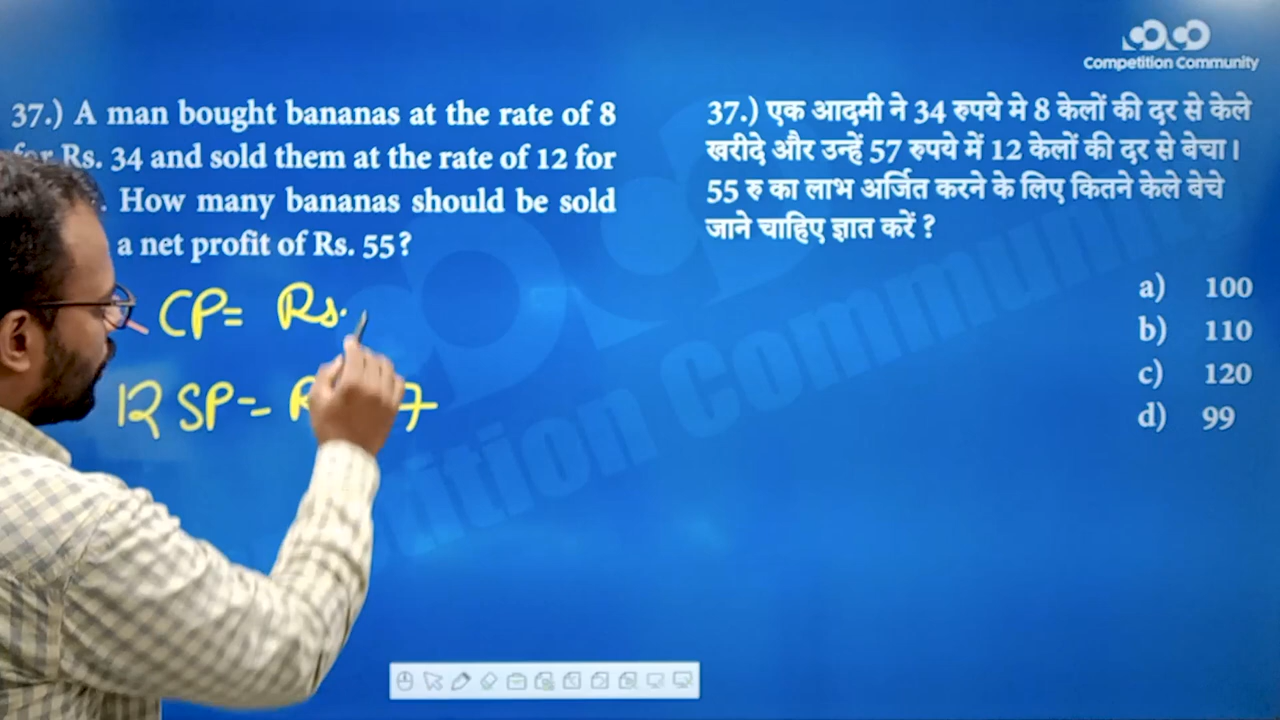 Competition Community
37.) A man bought bananas at the rate of 8
for Rs. 34 and sold them at the rate of 12 for
How many bananas should be sold
a net profit of Rs. 55?
37.) एक आदमी ने 34 रुपये मे 8 केलों की दर से केले
खरीदे और उन्हें 57 रुपये में 12 केलों की दर से बेचा।
55 रु का लाभ अर्जित करने के लिए कितने केले बेचे
जाने चाहिए ज्ञात करें ?
a) 100
b) 110
c) 120
d) 99
CP= Rs.
12 SP=
Competition Community